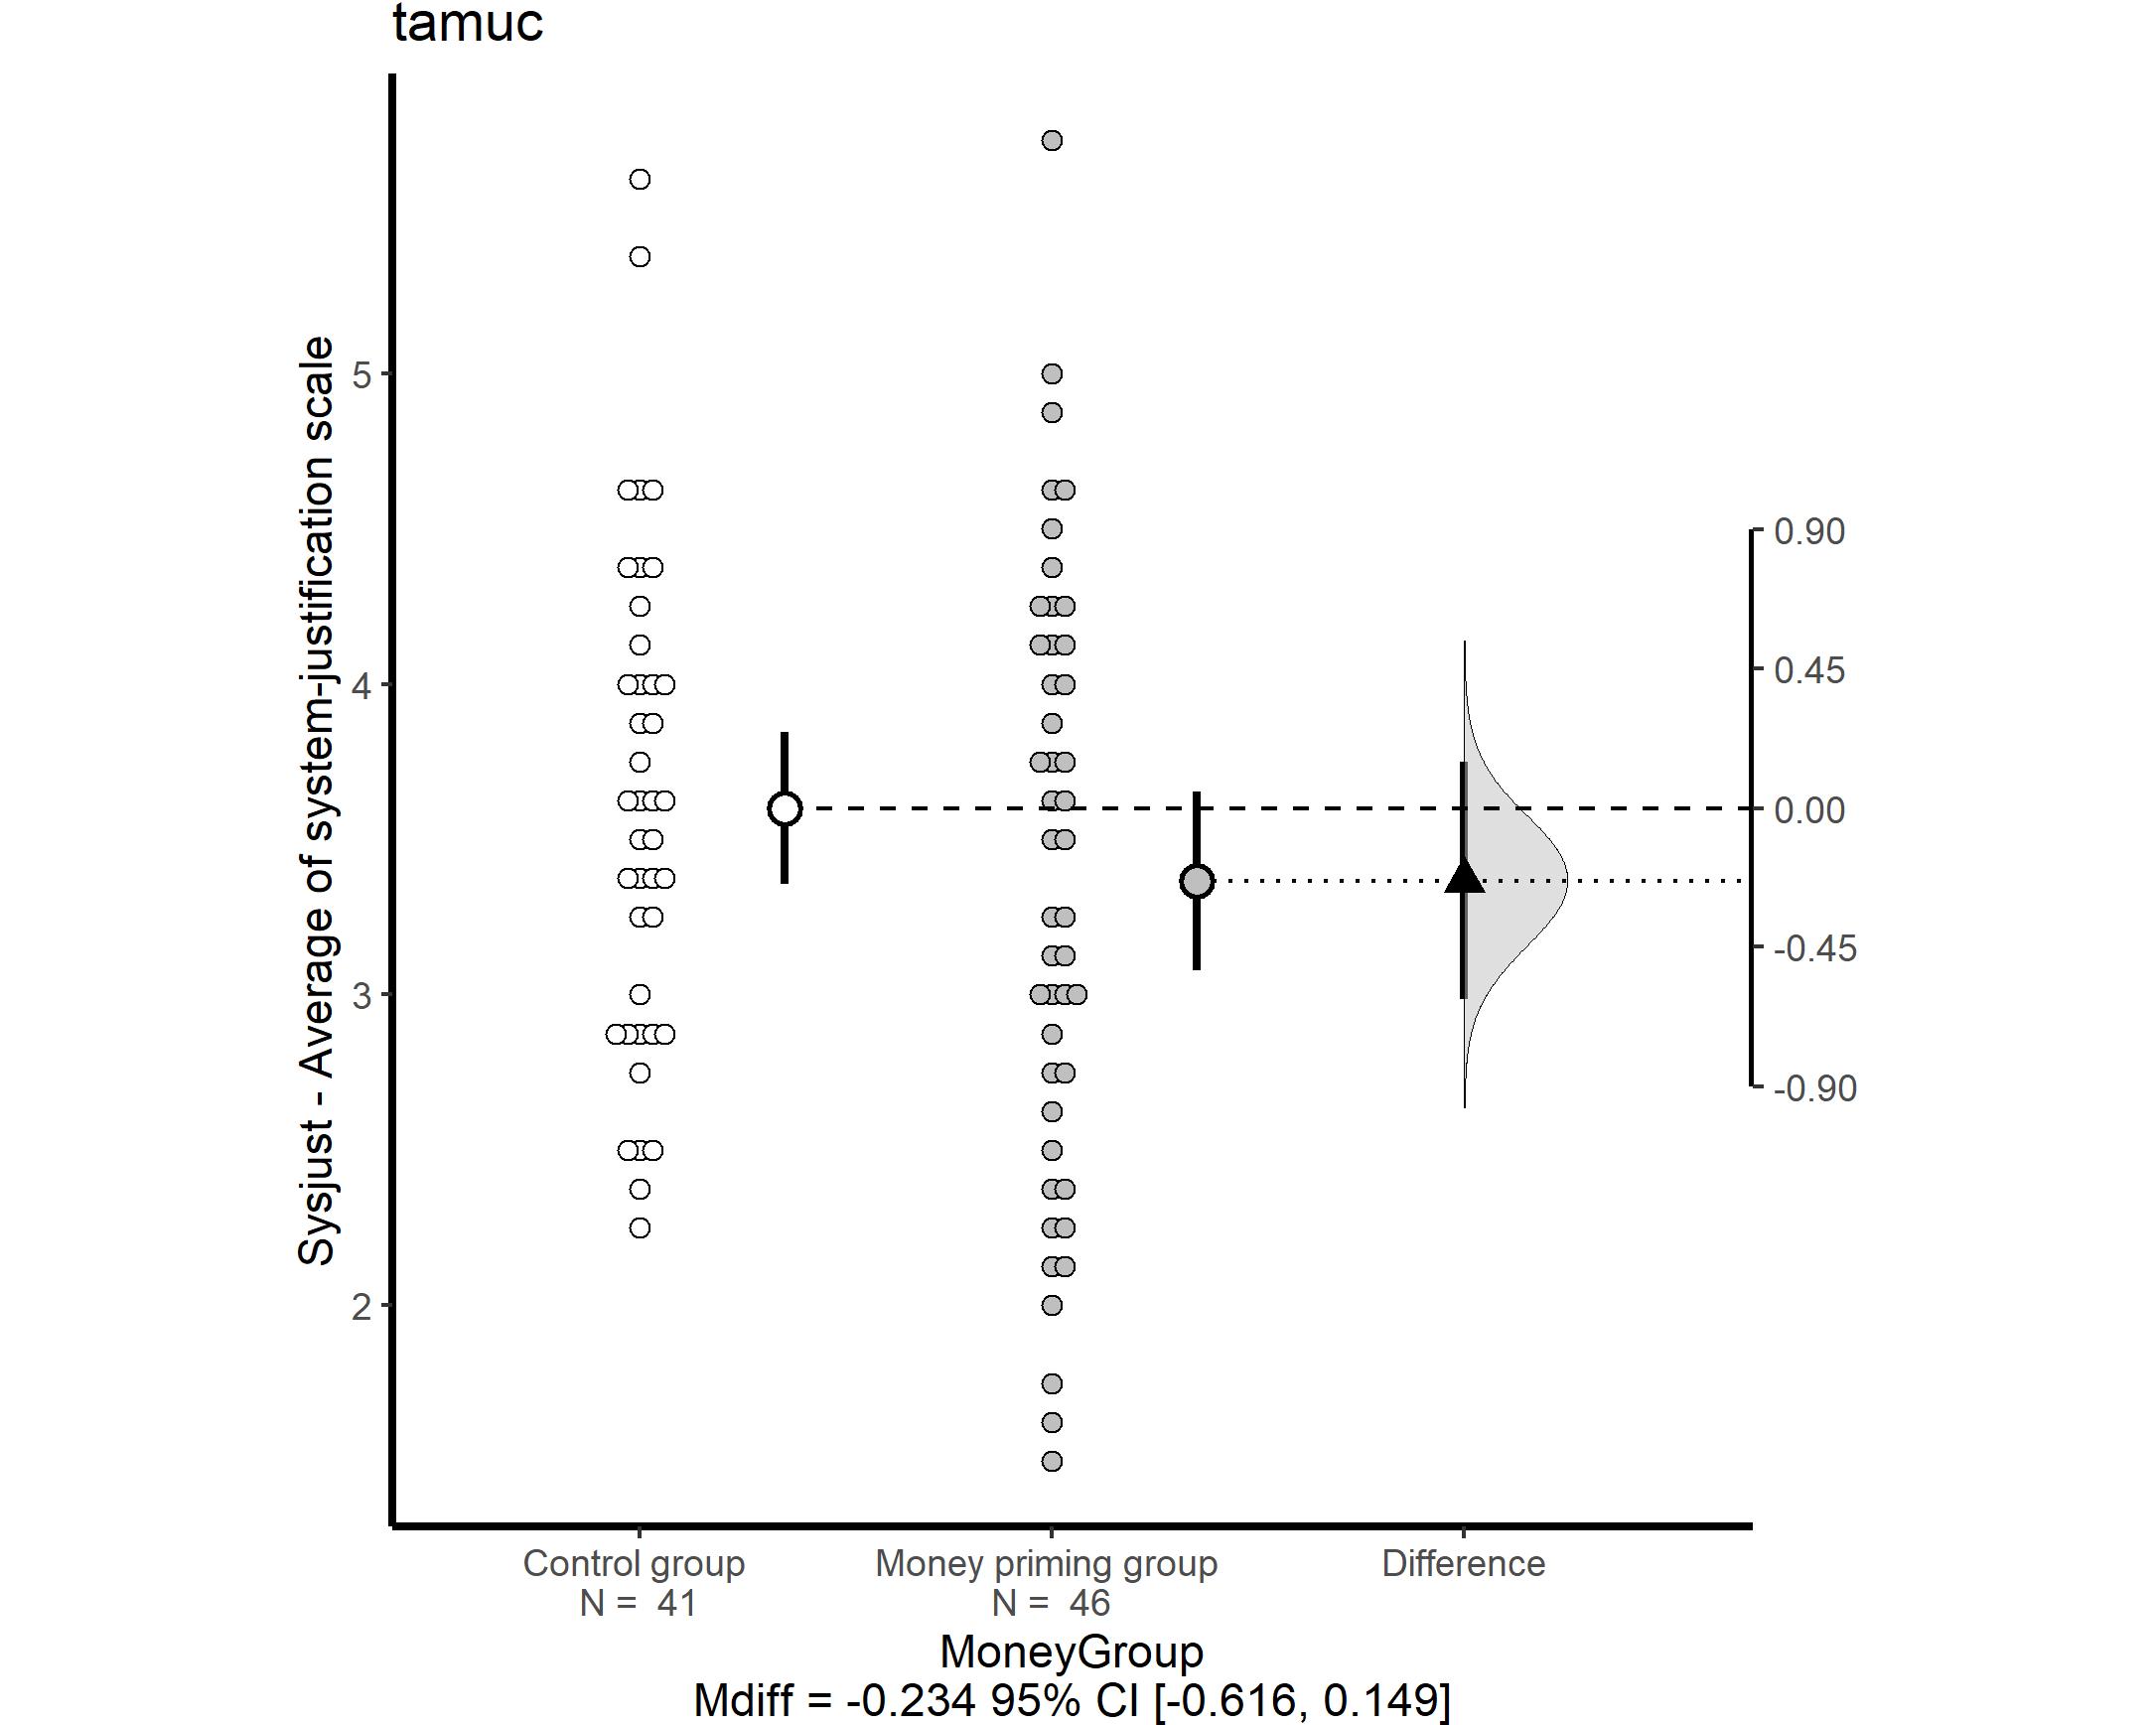 tamuc
Sysjust - Average of system-justification scale
5
4
3
2
0.90
0.45
0.00
-0.45
-0.90
Control group
N =  41
Money priming group
N =  46
Difference
MoneyGroup
Mdiff = -0.234 95% CI [-0.616, 0.149]